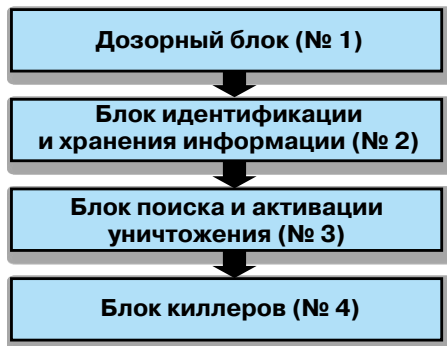 Дозорный блок (№ 1)
Блок идентификации
и хранения информации (№ 2)
Блок поиска и активации
уничтожения (№ 3)
Блок киллеров (№ 4)